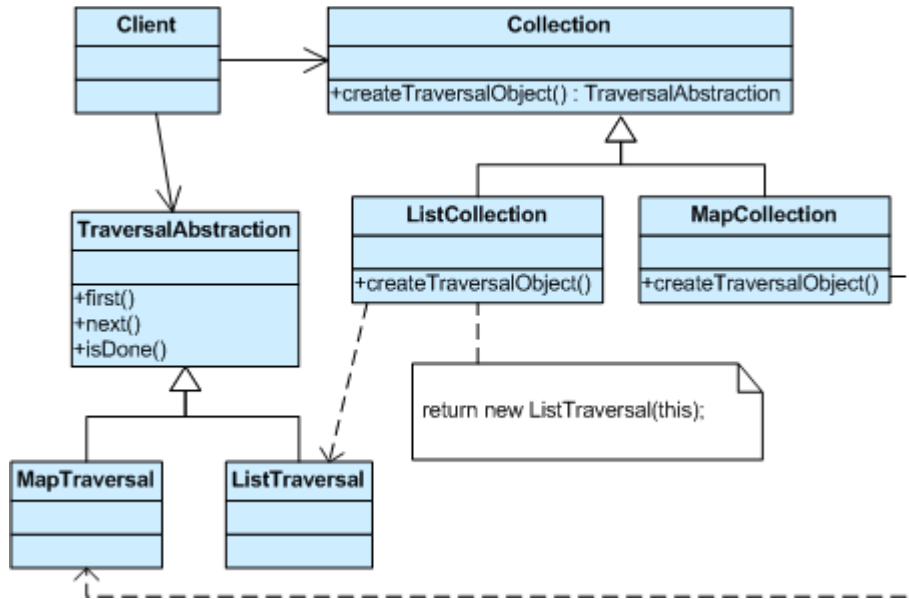 Client
Collection
+createTraversalObject() : TraversalAbstraction
TraversalAbstraction
+first()
+next()
+isDone()
ListCollection
+createTraversalObject()
MapCollection
+createTraversalObject()
return new ListTraversal(this);
MapTraversal
ListTraversal